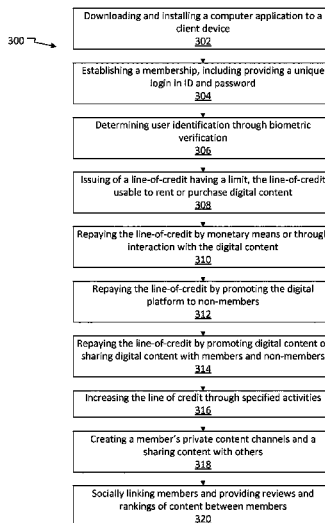 300
Downloading and installing a computer application to a
client device
302
Establishing a membership, including providing a unique
login in ID and password
304
Determining user identification through biometric
verification
306
Issuing of a line-of-credit having a limit, the line-of-credit
usable to rent or purchase digital content
308
Repaying the line-of-credit by monetary means or through
interaction with the digital content
310
Repaying the line-of-credit by promoting the digital
platform to non-members
312
Repaying the line-of-credit by promoting digital content o
sharing digital content with members and non-members
314
Increasing the line of credit through specified activities
316
Creating a member's private content channels and a
sharing content with others
318
Socially linking members and providing reviews and
rankings of content between members
320